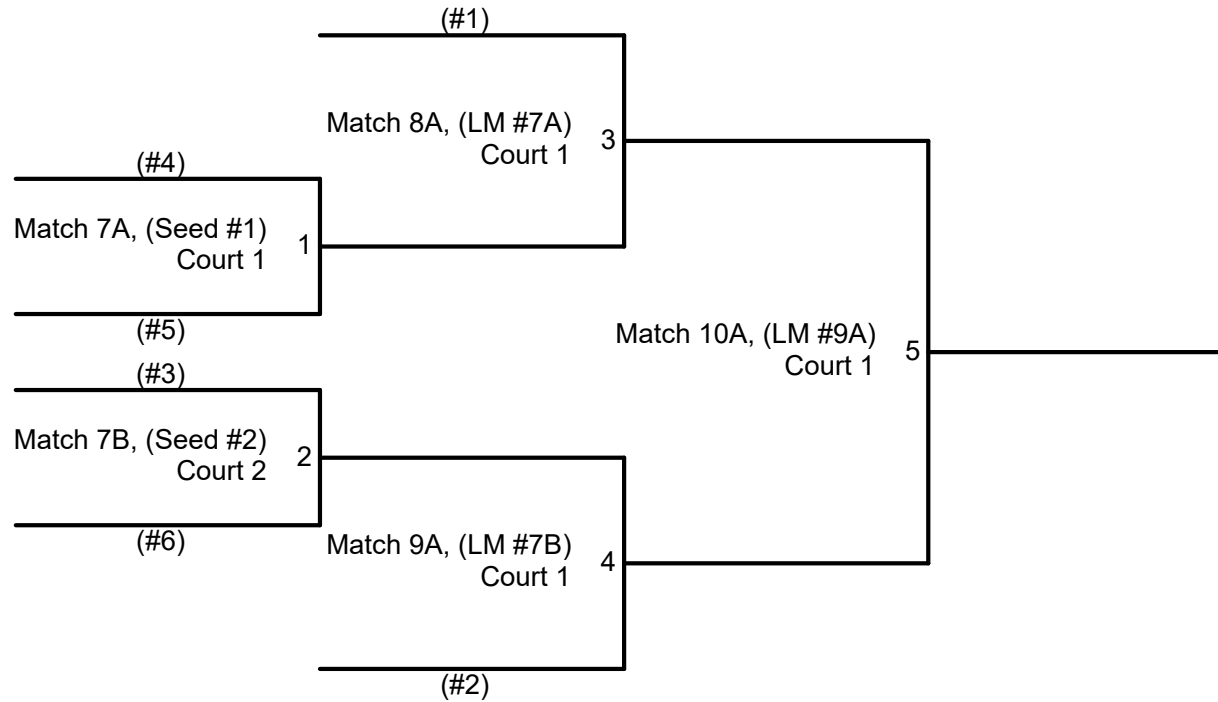 (#1)
Match 8A, (LM #7A)
Court 1
3
(#4)
Match 7A, (Seed #1)
Court 1
1
(#5)
Match 10A, (LM #9A)
Court 1
5
(#3)
Match 7B, (Seed #2)
Court 2
2
(#6)
Match 9A, (LM #7B)
Court 1
4
(#2)